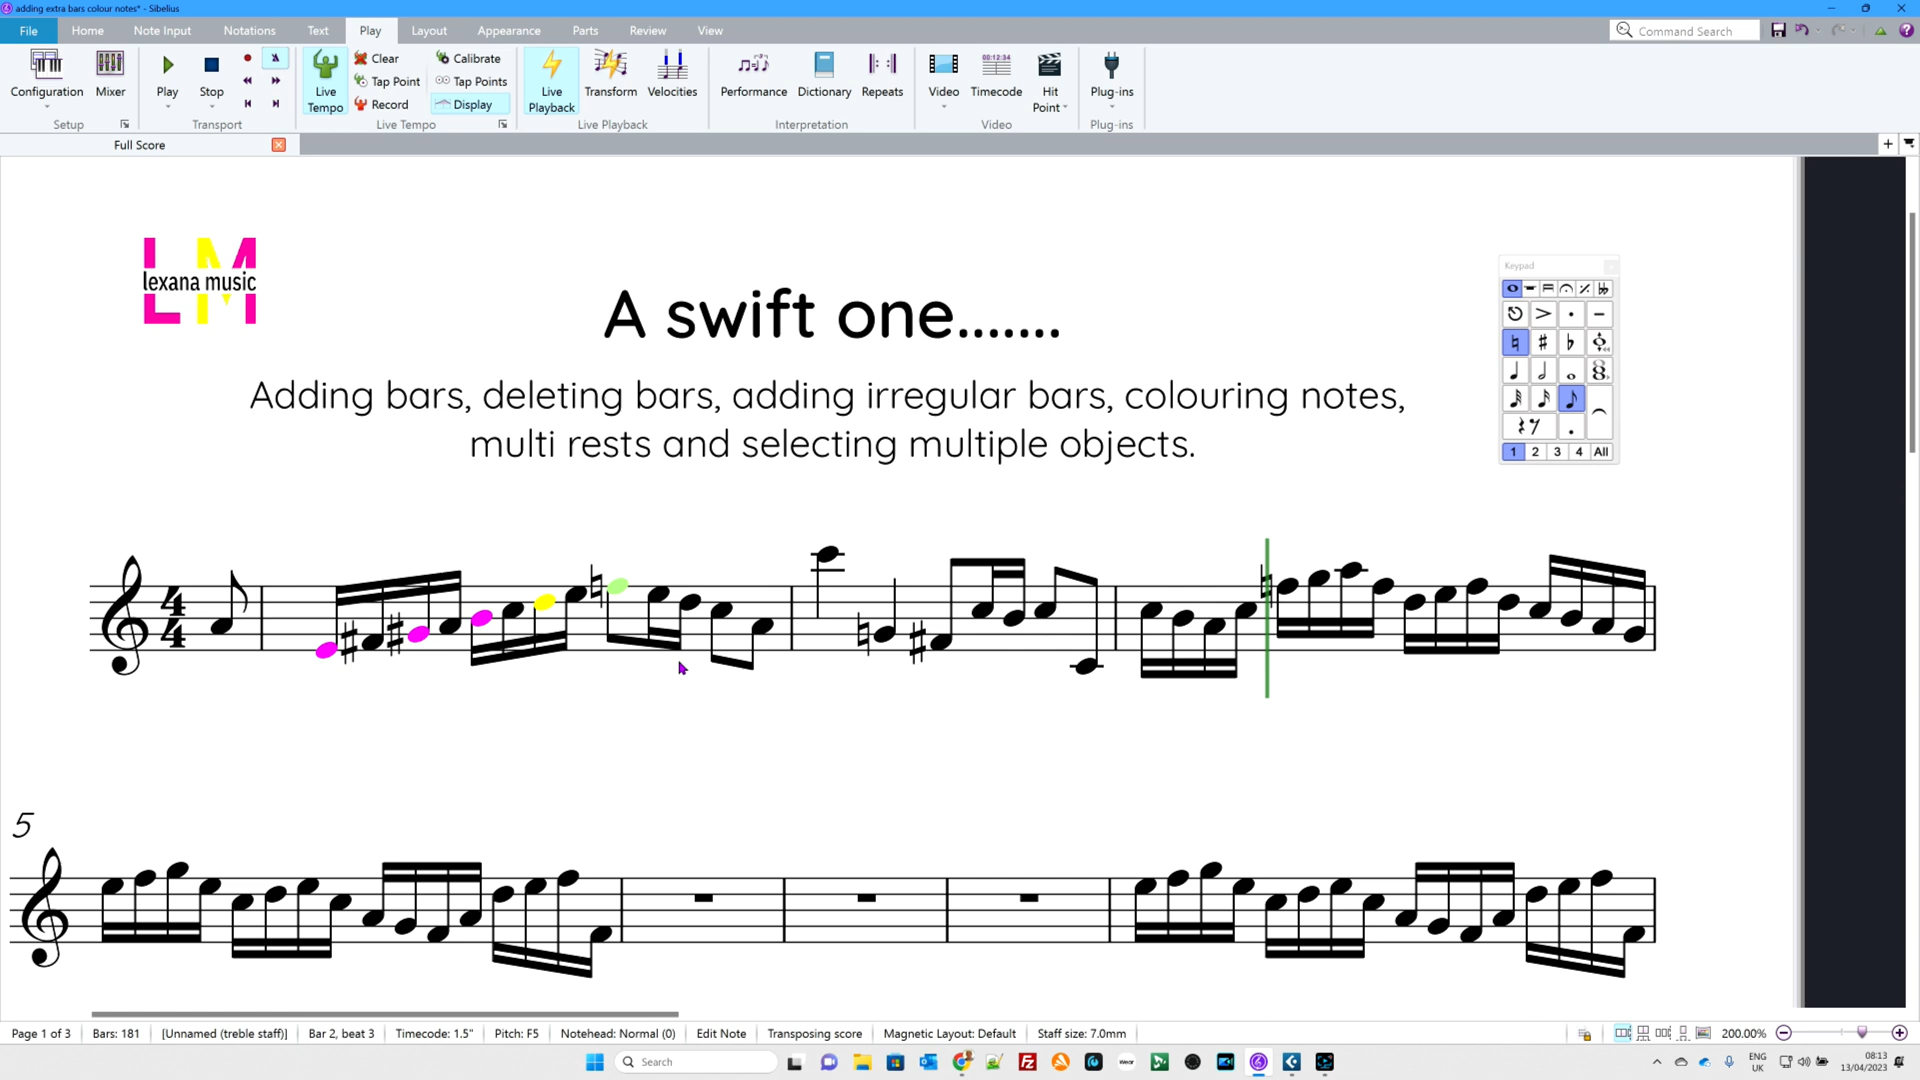 adding extra bars colour notes* - Sibelius
File Home Note Input Notations Text Play Layout Appearance Parts Review View Command Search
Clear Calibrate
Tap Point Tap Points
Configuration Mixer Play Stop Live Tempo Record Display Live Playback Transform Velocities Performance Dictionary Repeats Video Timecode Hit Point Plug-ins
00:12:34
Setup Transport Live Tempo Live Playback Interpretation Video Plug-ins
Full Score
LM
lexana music
Keypad
A swift one.......
Adding bars, deleting bars, adding irregular bars, colouring notes,
multi rests and selecting multiple objects.
1 2 3 4 All
4
4
5
Page 1 of 3 Bars: 181 [Unnamed (treble staff)] Bar 2, beat 3 Timecode: 1.5" Pitch: F5 Notehead: Normal (0) Edit Note Transposing score Magnetic Layout: Default Staff size: 7.0mm 200.00%
Search
ENG
UK
08:13
13/04/2023